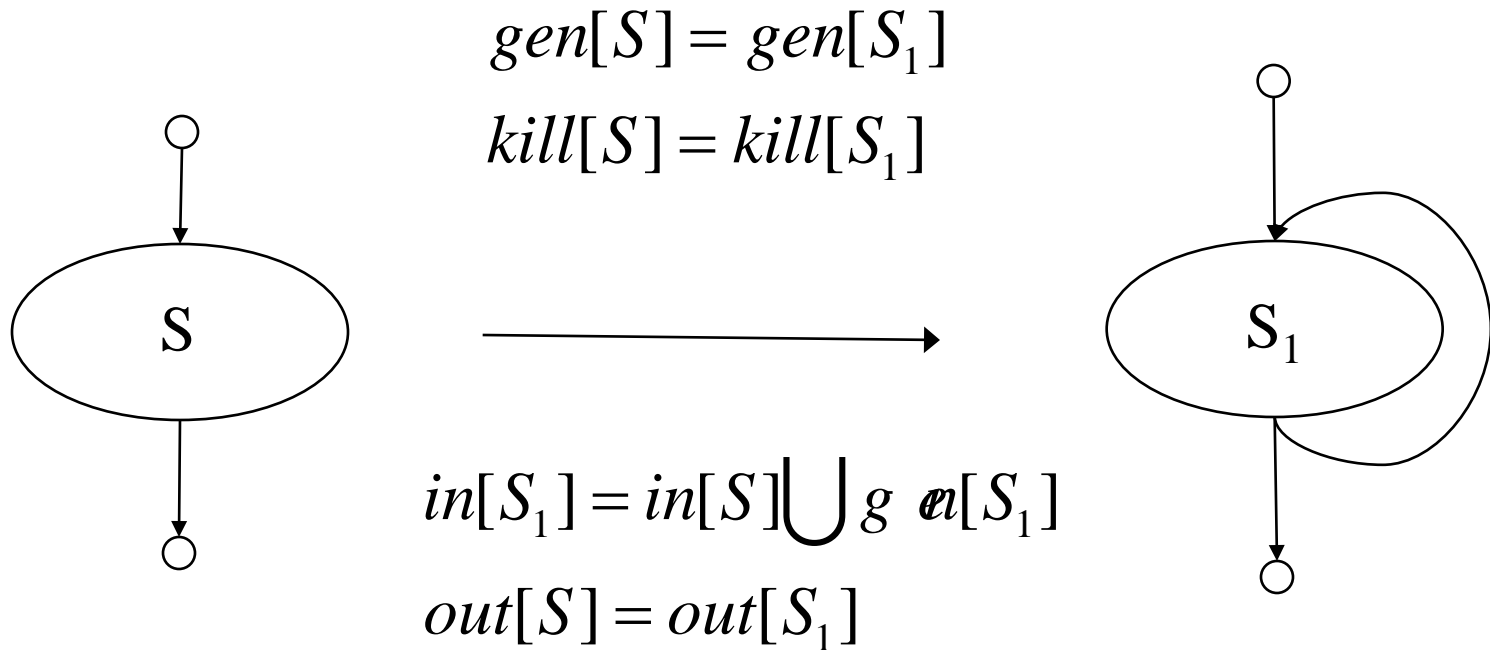 gen[S] = gen[S₁]
kill[S] = kill[S₁]
S
S₁
in[S₁] = in[S] ⋃ gen[S₁]
out[S] = out[S₁]